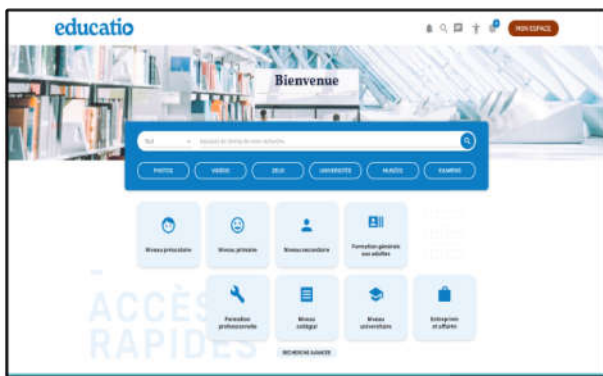 educatio
MON ESPACE
Bienvenue
Tout
PHOTOS
VIDÉOS
JEUX
UNIVERSITÉS
MUSÉES
EXAMENS
Niveau préscolaire
Niveau primaire
Niveau secondaire
Formation générale
aux adultes
ACCÈS
RAPIDES
Formation
professionnelle
Niveau
collégial
Niveau
universitaire
Entreprises
et affaires
RECHERCHE AVANCÉE